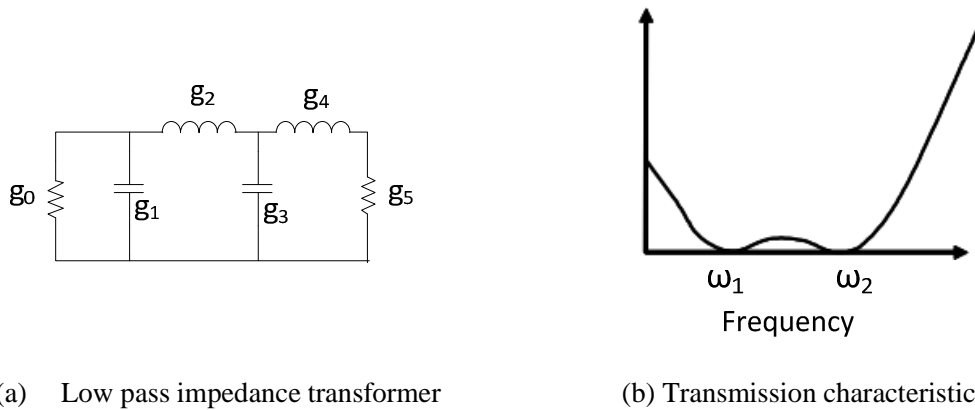 g2 g4
g0 g1 g3 g5
ω1 ω2
Frequency
(a) Low pass impedance transformer
(b) Transmission characteristic